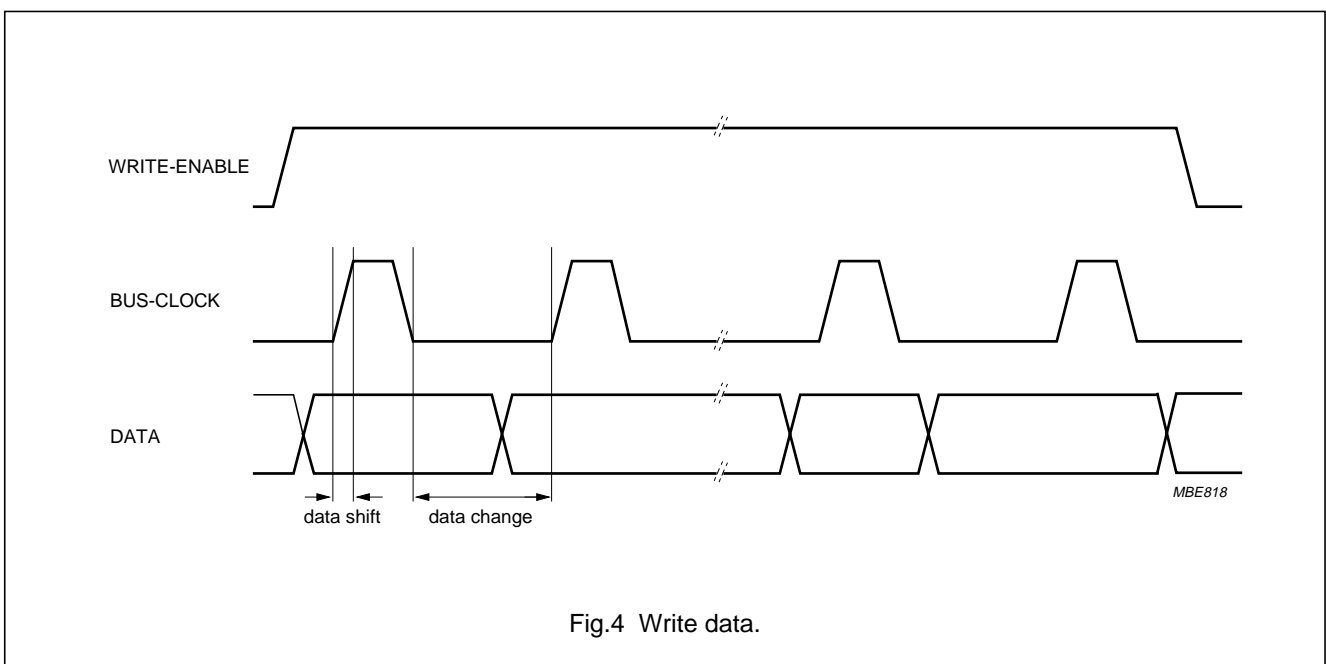 WRITE-ENABLE
BUS-CLOCK
DATA
MBE818
data shift data change
Fig.4 Write data.